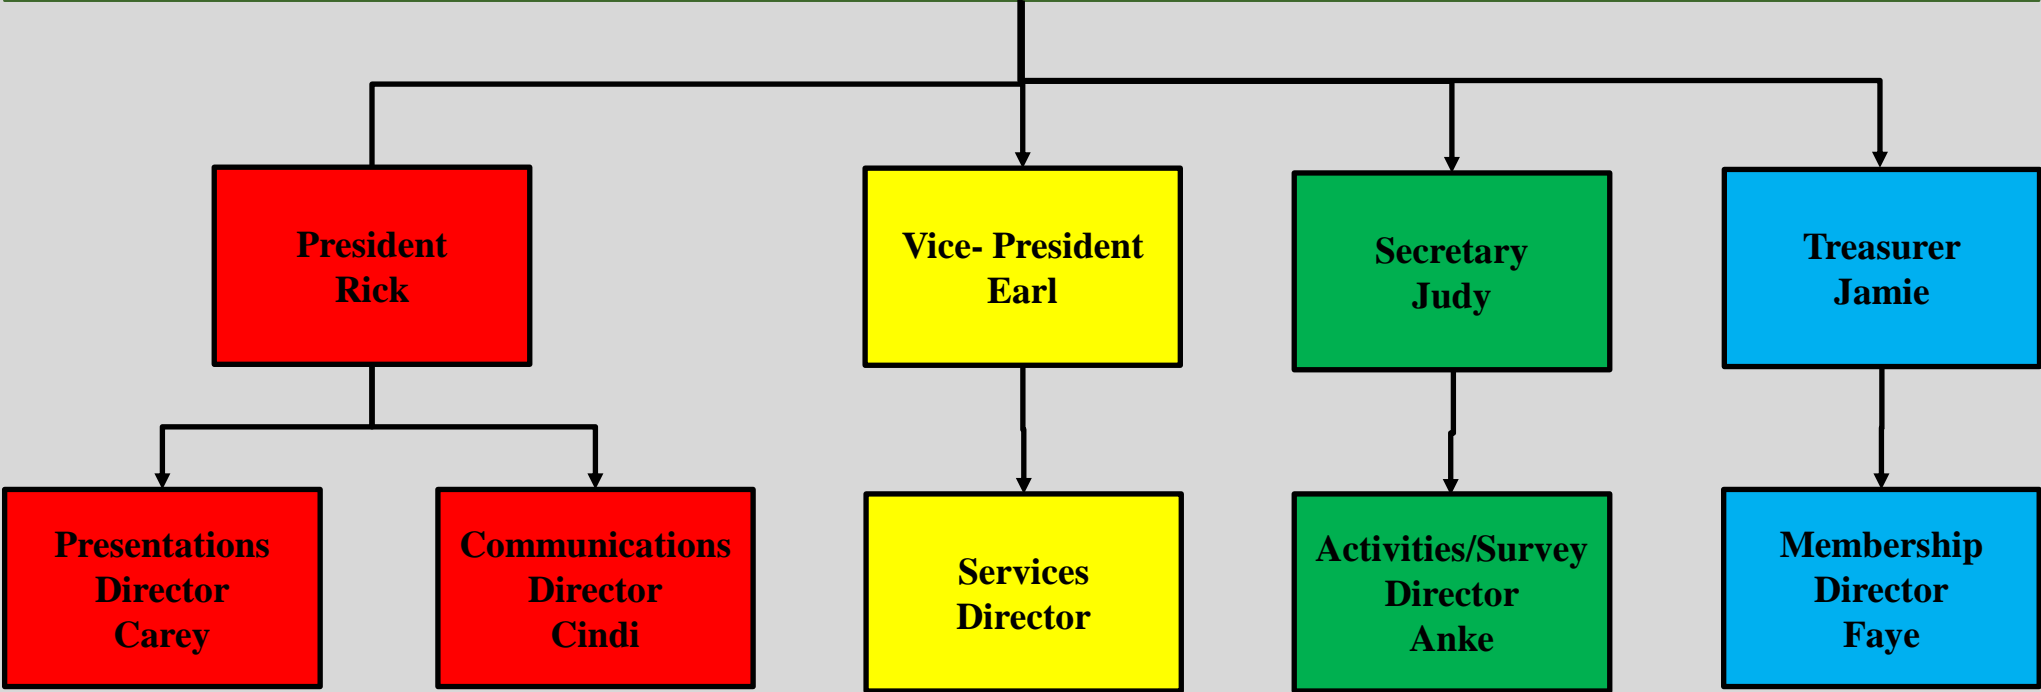 President
Rick
Vice- President
Earl
Secretary
Judy
Treasurer
Jamie
Presentations
Director
Carey
Communications
Director
Cindi
Services
Director
Activities/Survey
Director
Anke
Membership
Director
Faye